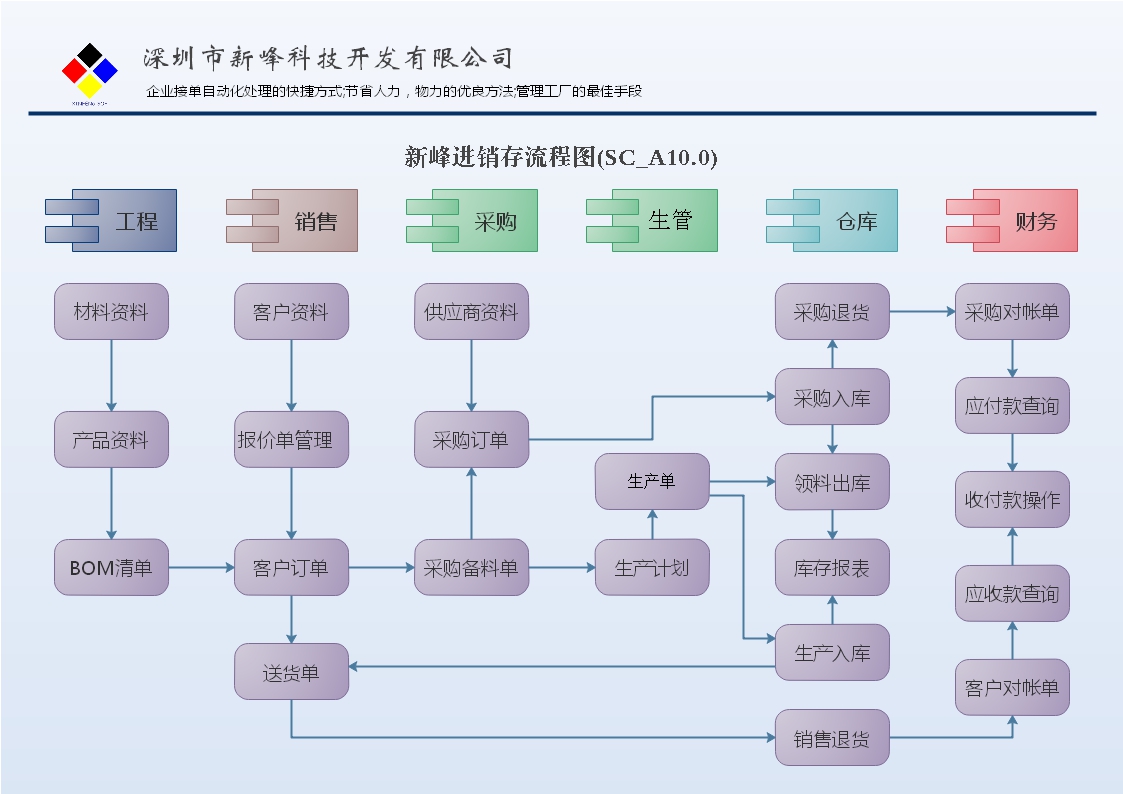 深圳市新峰科技开发有限公司
企业接单自动化处理的快捷方式;节省人力，物力的优良方法;管理工厂的最佳手段
新峰进销存流程图(SC_A10.0)
工程 销售 采购 生管 仓库 财务
材料资料 客户资料 供应商资料 采购退货 采购对帐单
采购入库 应付款查询
产品资料 报价单管理 采购订单
生产单 领料出库 收付款操作
BOM清单 客户订单 采购备料单 生产计划 库存报表
应收款查询
送货单 生产入库 客户对帐单
销售退货